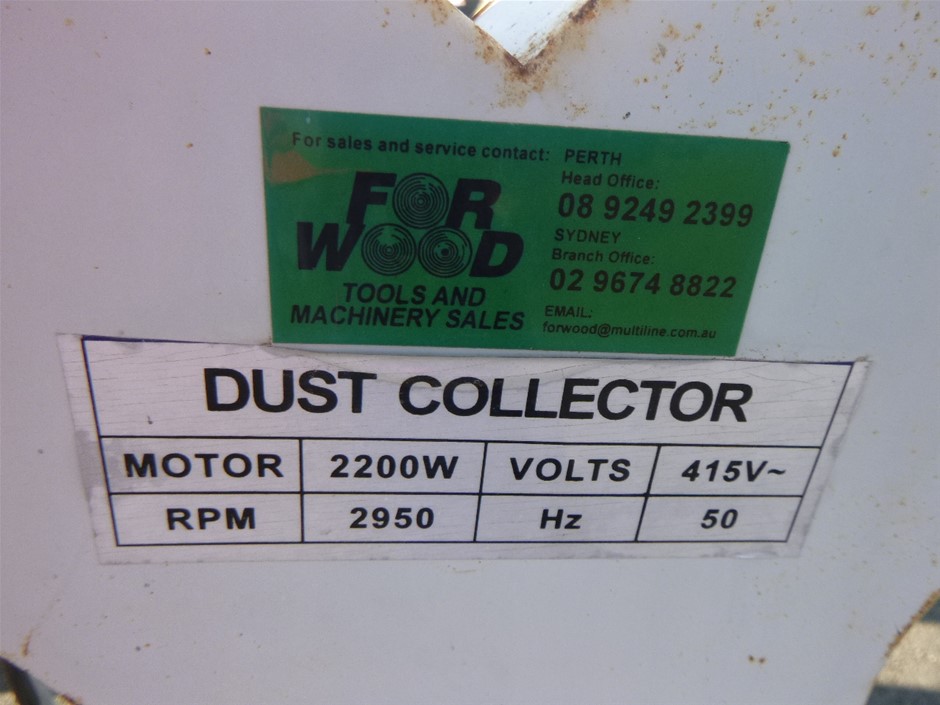 For sales and service contact:
FOR
WOOD
TOOLS AND
MACHINERY SALES
PERTH
Head Office:
08 9249 2399
SYDNEY
Branch Office:
02 9674 8822
EMAIL:
forwood@multiline.com.au
DUST COLLECTOR
MOTOR 2200W VOLTS 415V~
RPM 2950 Hz 50